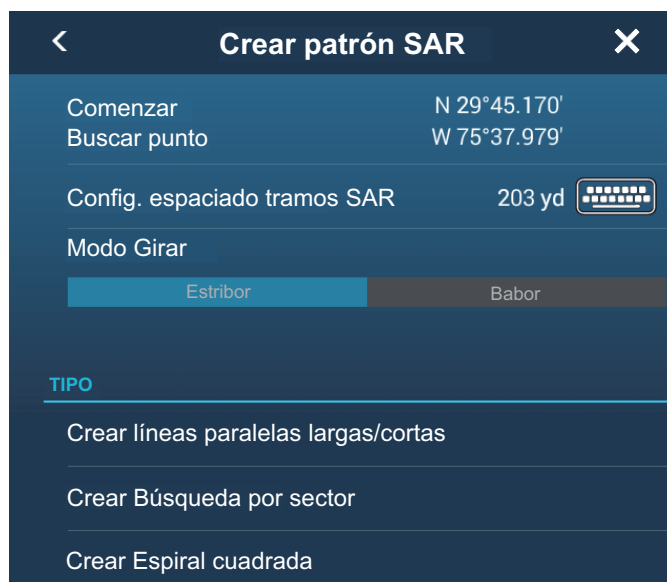 Crear patrón SAR
Comenzar N 29°45.170'
Buscar punto W 75°37.979'
Config. espaciado tramos SAR 203 yd
Modo Girar
Estribor Babor
TIPO
Crear líneas paralelas largas/cortas
Crear Búsqueda por sector
Crear Espiral cuadrada